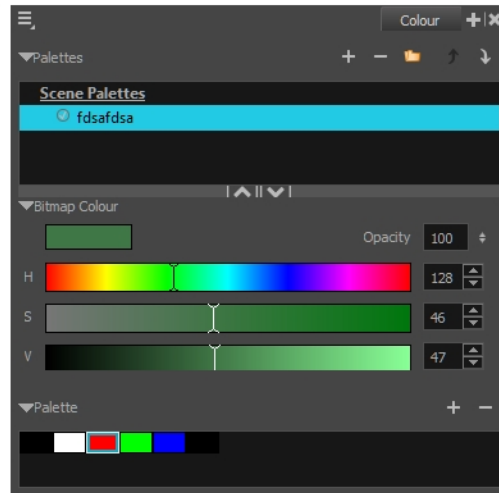 Colour
Palettes
Scene Palettes
fdsafdsa
Bitmap Colour
Opacity 100
H 128
S 46
V 47
Palette